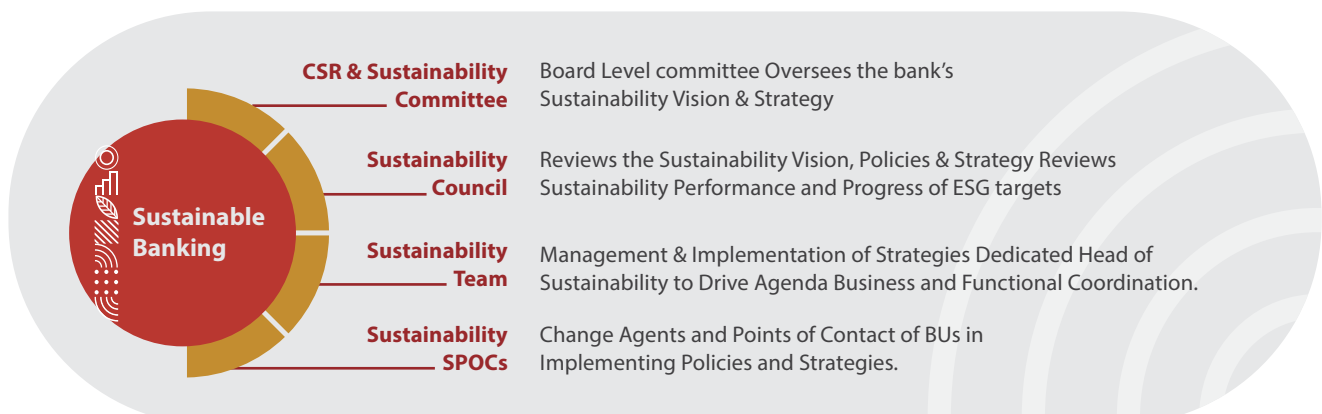 Sustainable
Banking
CSR & Sustainability
Committee
Board Level committee Oversees the bank's
Sustainability Vision & Strategy
Sustainability
Council
Reviews the Sustainability Vision, Policies & Strategy Reviews
Sustainability Performance and Progress of ESG targets
Sustainability
Team
Management & Implementation of Strategies Dedicated Head of
Sustainability to Drive Agenda Business and Functional Coordination.
Sustainability
SPOCs
Change Agents and Points of Contact of BUs in
Implementing Policies and Strategies.